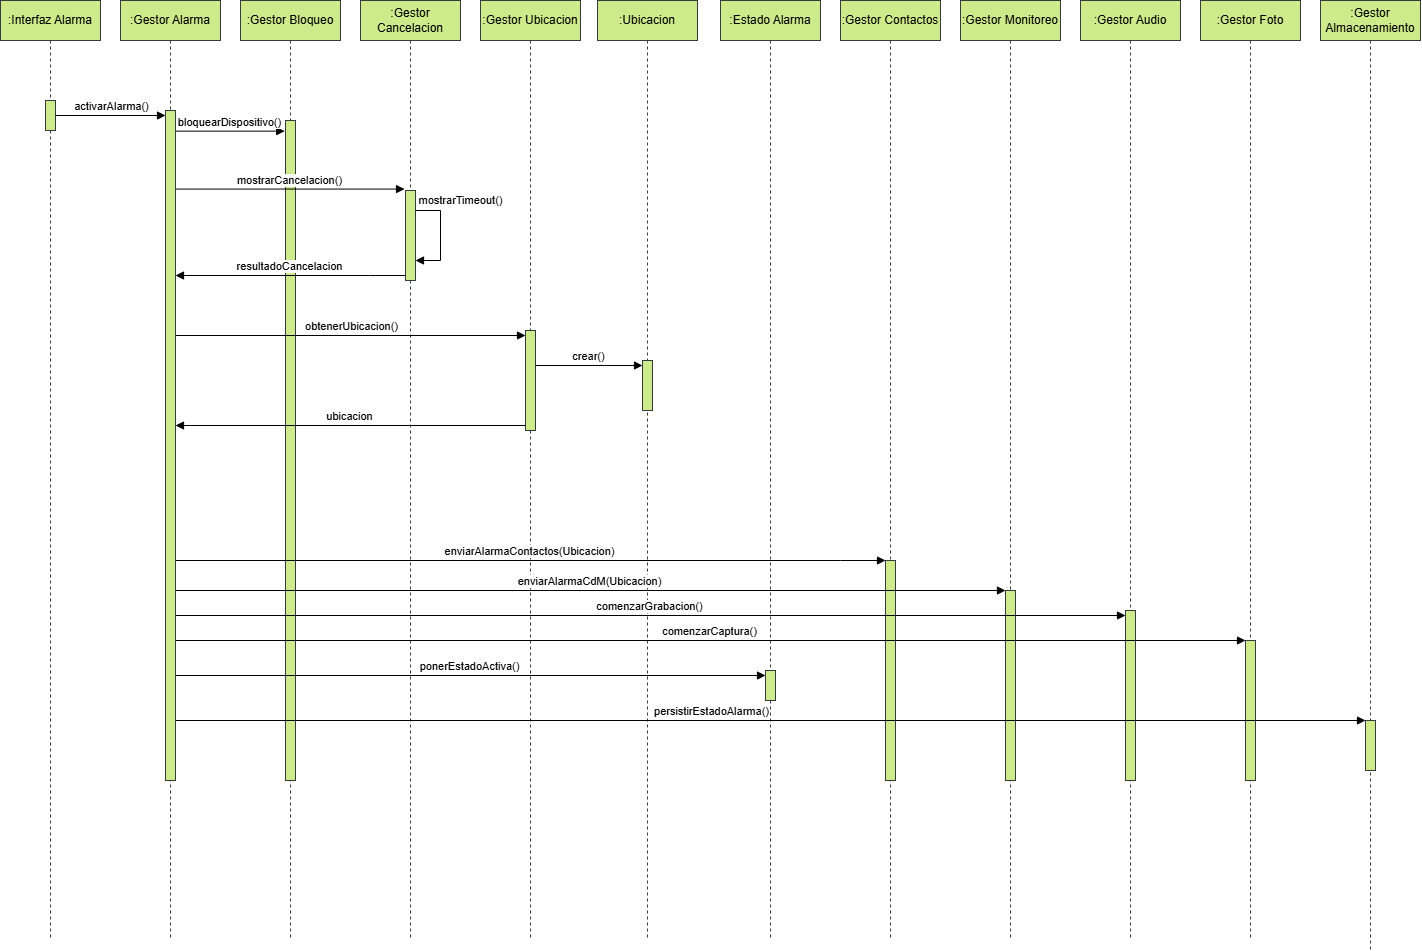 :Interfaz Alarma
:Gestor Alarma
:Gestor Bloqueo
:Gestor
Cancelacion
:Gestor Ubicacion
:Ubicacion
:Estado Alarma
:Gestor Contactos
:Gestor Monitoreo
:Gestor Audio
:Gestor Foto
:Gestor
Almacenamiento
activarAlarma()
bloquearDispositivo()
mostrarCancelacion()
mostrarTimeout()
resultadoCancelacion
obtenerUbicacion()
crear()
ubicacion
enviarAlarmaContactos(Ubicacion)
enviarAlarmaCdM(Ubicacion)
comenzarGrabacion()
comenzarCaptura()
ponerEstadoActiva()
persistirEstadoAlarma()